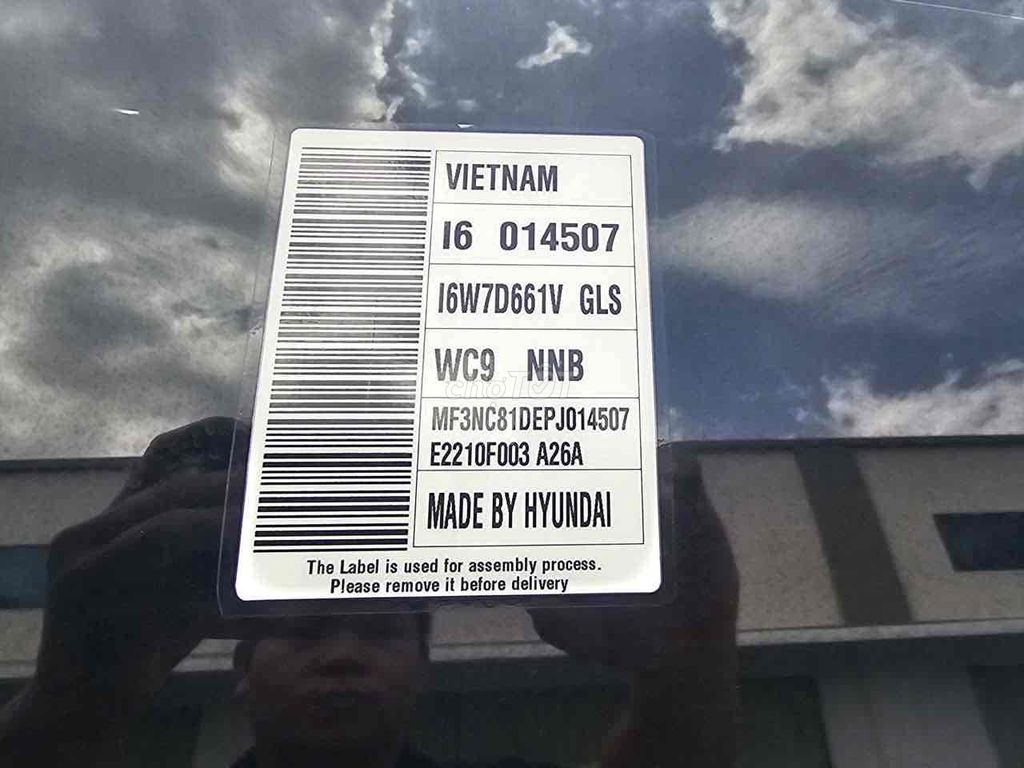 VIETNAM
I6 014507
I6W7D661V GLS
WC9 NNB
chợTỐT
MF3NC81DEPJ014507
E2210F003 A26A
MADE BY HYUNDAI
The Label is used for assembly process.
Please remove it before delivery